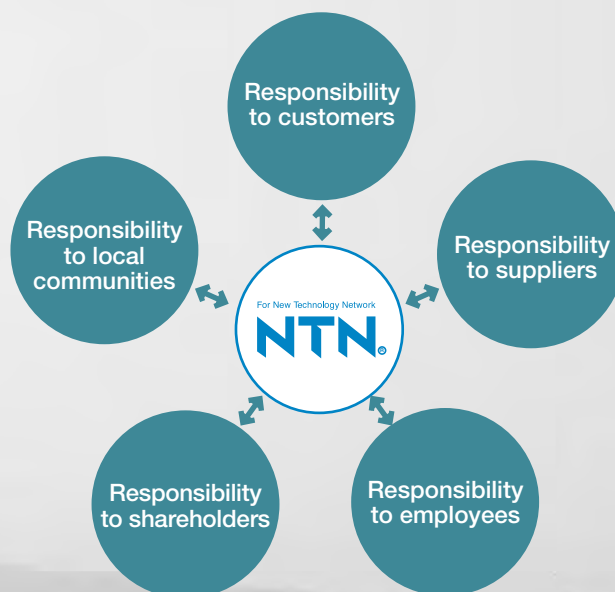 Responsibility
to customers
Responsibility
to local
communities
Responsibility
to suppliers
For New Technology Network
NTN®
Responsibility
to shareholders
Responsibility
to employees